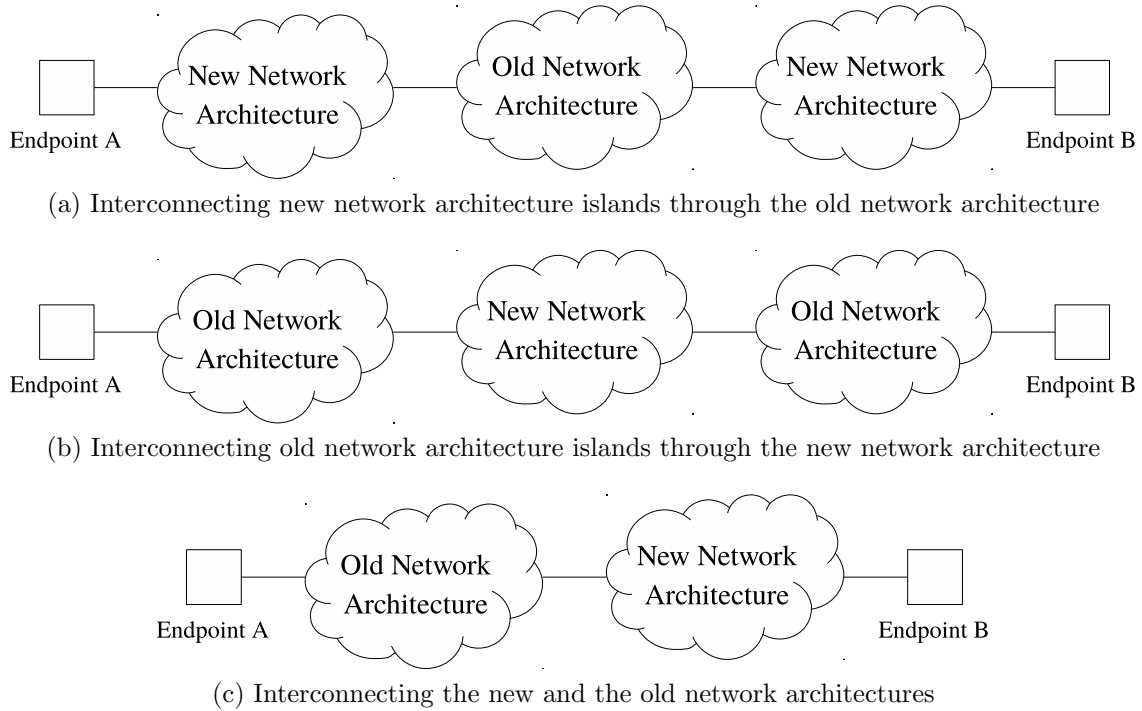 New Network
Architecture
Old Network
Architecture
New Network
Architecture
Endpoint A
Endpoint B
(a) Interconnecting new network architecture islands through the old network architecture
Old Network
Architecture
New Network
Architecture
Old Network
Architecture
Endpoint A
Endpoint B
(b) Interconnecting old network architecture islands through the new network architecture
Old Network
Architecture
New Network
Architecture
Endpoint A
Endpoint B
(c) Interconnecting the new and the old network architectures